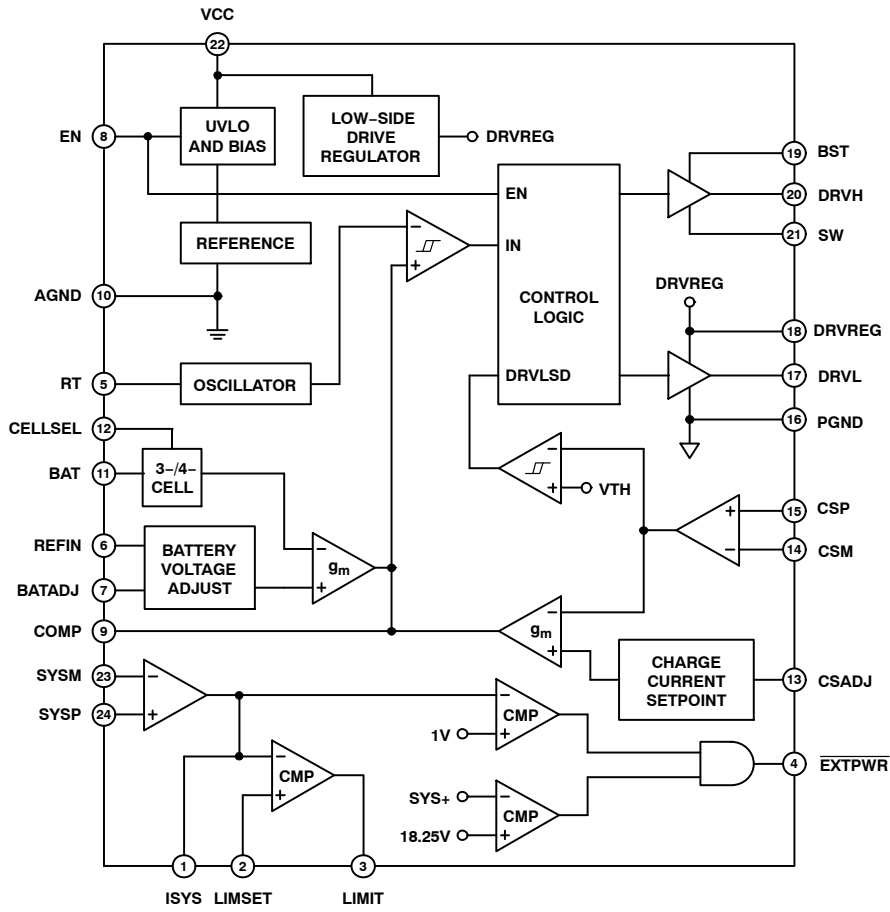 VCC
22
EN
8
UVLO
AND BIAS
LOW–SIDE
DRIVE
REGULATOR
DRVREG
19
BST
EN
20
DRVH
REFERENCE
−
21
SW
+
IN
CONTROL
LOGIC
DRVREG
AGND
10
18
DRVREG
RT
5
OSCILLATOR
DRVLSD
17
DRVL
CELLSEL
12
16
PGND
BAT
11
3–/4–
CELL
−
+
VTH
+
15
CSP
REFIN
6
BATTERY
VOLTAGE
ADJUST
−
gm
+
−
14
CSM
BATADJ
7
COMP
9
−
gm
+
CHARGE
CURRENT
SETPOINT
13
CSADJ
SYSM
23
−
SYSP
24
+
−
CMP
+
1V
−
CMP
+
4
EXTPWR
SYS+
−
CMP
+
18.25V
1
2
3
ISYS
LIMSET
LIMIT